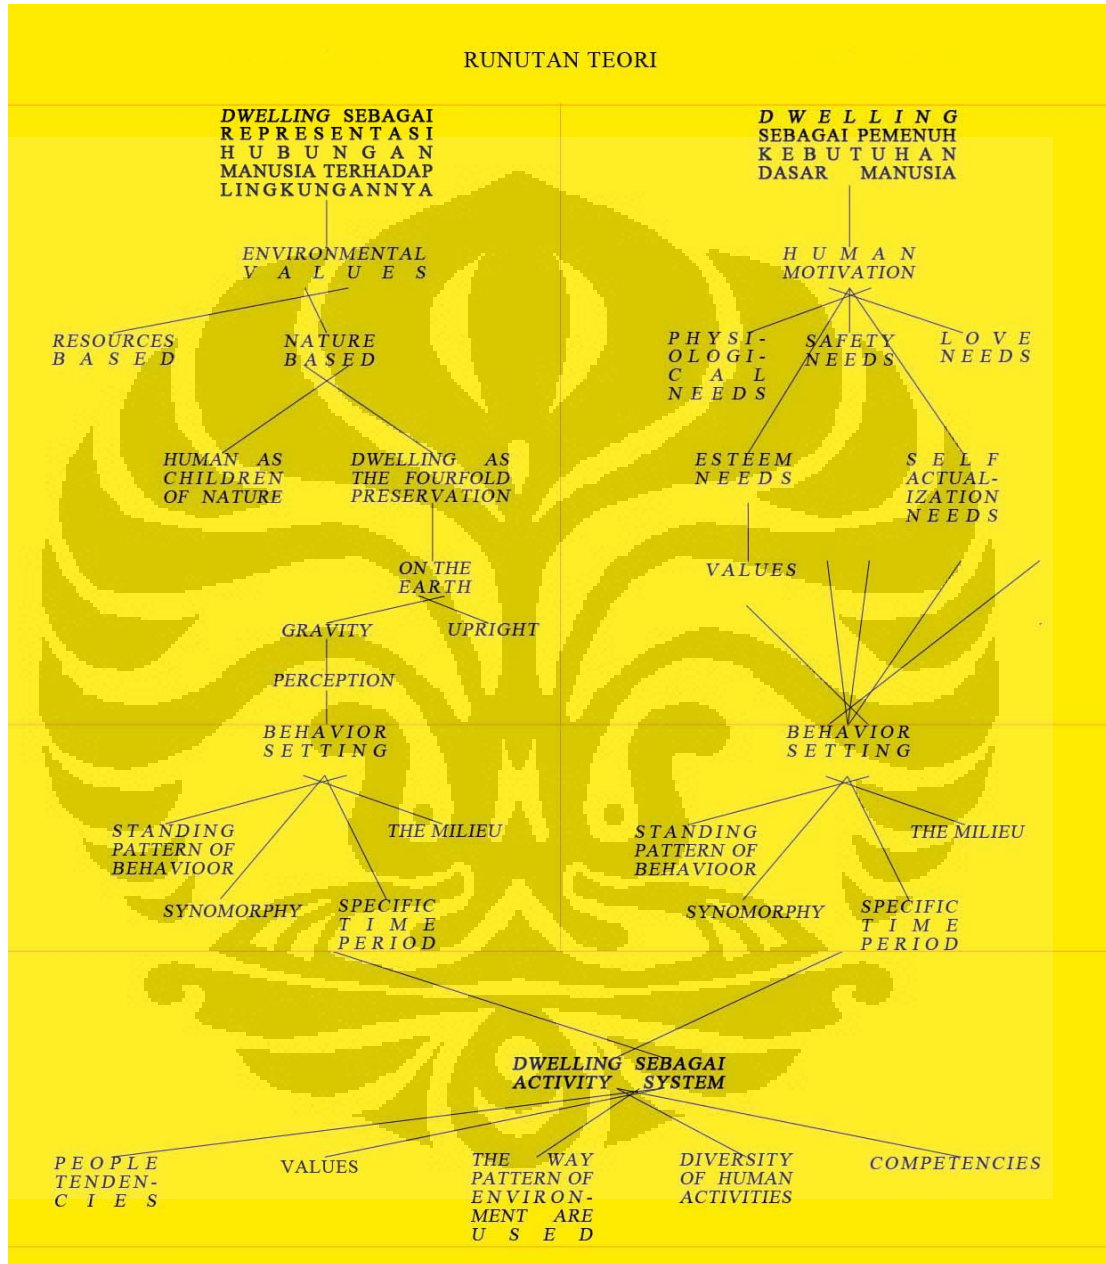 RUNUTAN TEORI
DWELLING SEBAGAI
REPRESENTASI
HUBUNGAN
MANUSIA TERHADAP
LINGKUNGANNYA
DWELLING
SEBAGAI PEMENUH
KEBUTUHAN
DASAR MANUSIA
ENVIRONMENTAL
VALUES
HUMAN
MOTIVATION
RESOURCES
BASED
NATURE
BASED
PHYSI-
OLOGI-
CAL
NEEDS
SAFETY
NEEDS
LOVE
NEEDS
HUMAN AS
CHILDREN
OF NATURE
DWELLING AS
THE FOURFOLD
PRESERVATION
ESTEEM
NEEDS
SELF
ACTUAL-
IZATION
NEEDS
ON THE
EARTH
VALUES
GRAVITY
UPRIGHT
PERCEPTION
BEHAVIOR
SETTING
BEHAVIOR
SETTING
STANDING
PATTERN OF
BEHAVIOOR
THE MILIEU
STANDING
PATTERN OF
BEHAVIOOR
THE MILIEU
SYNOMORPHY
SPECIFIC
TIME
PERIOD
SYNOMORPHY
SPECIFIC
TIME
PERIOD
DWELLING SEBAGAI
ACTIVITY SYSTEM
PEOPLE
TENDEN-
CIES
VALUES
THE WAY
PATTERN OF
ENVIRON-
MENT ARE
USED
DIVERSITY
OF HUMAN
ACTIVITIES
COMPETENCIES